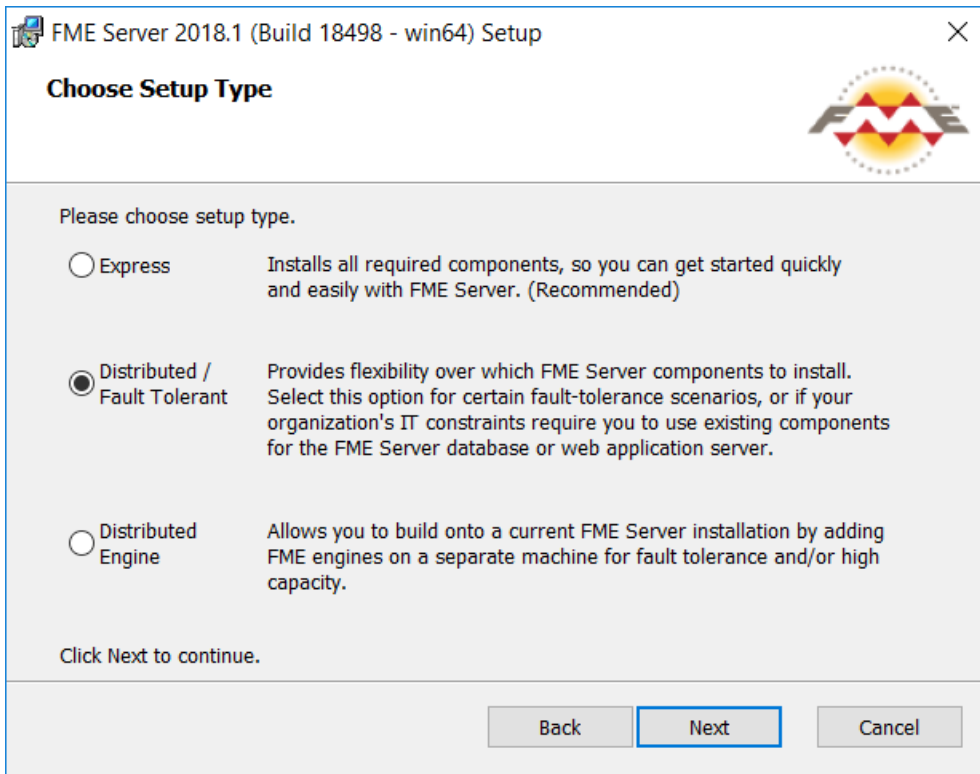 FME Server 2018.1 (Build 18498 - win64) Setup
Choose Setup Type
FME
Please choose setup type.
Express
Installs all required components, so you can get started quickly
and easily with FME Server. (Recommended)
Distributed /
Fault Tolerant
Provides flexibility over which FME Server components to install.
Select this option for certain fault-tolerance scenarios, or if your
organization's IT constraints require you to use existing components
for the FME Server database or web application server.
Distributed
Engine
Allows you to build onto a current FME Server installation by adding
FME engines on a separate machine for fault tolerance and/or high
capacity.
Click Next to continue.
Back
Next
Cancel